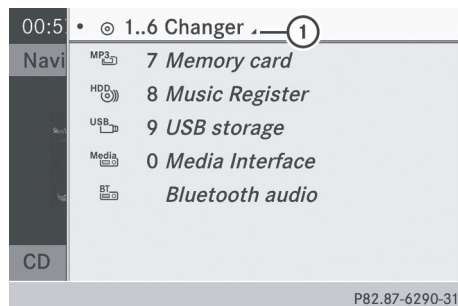 00:5
1..6 Changer
1
Navi
MP3 7 Memory card
HDD 8 Music Register
USB 9 USB storage
Media 0 Media Interface
BT Bluetooth audio
CD
P82.87-6290-31